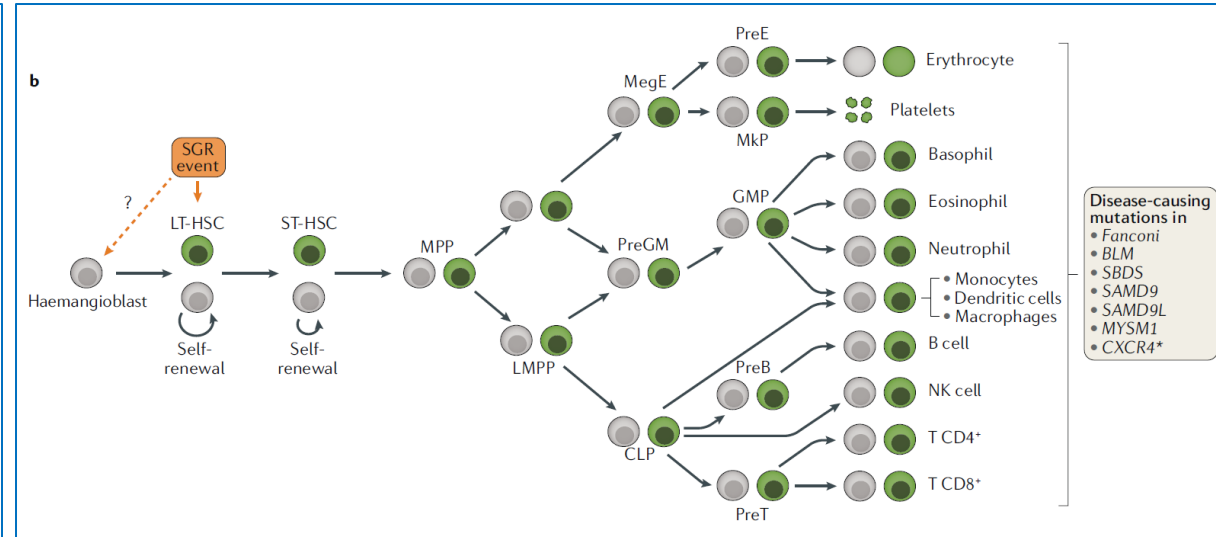 b
SGR
event
?
Haemangioblast
LT-HSC
Self-
renewal
ST-HSC
Self-
renewal
MPP
LMPP
MegE
PreGM
CLP
PreE
MkP
GMP
PreB
PreT
Erythrocyte
Platelets
Basophil
Eosinophil
Neutrophil
• Monocytes
• Dendritic cells
• Macrophages
B cell
NK cell
T CD4⁺
T CD8⁺
Disease-causing
mutations in
• Fanconi
• BLM
• SBDS
• SAMD9
• SAMD9L
• MYSM1
• CXCR4*